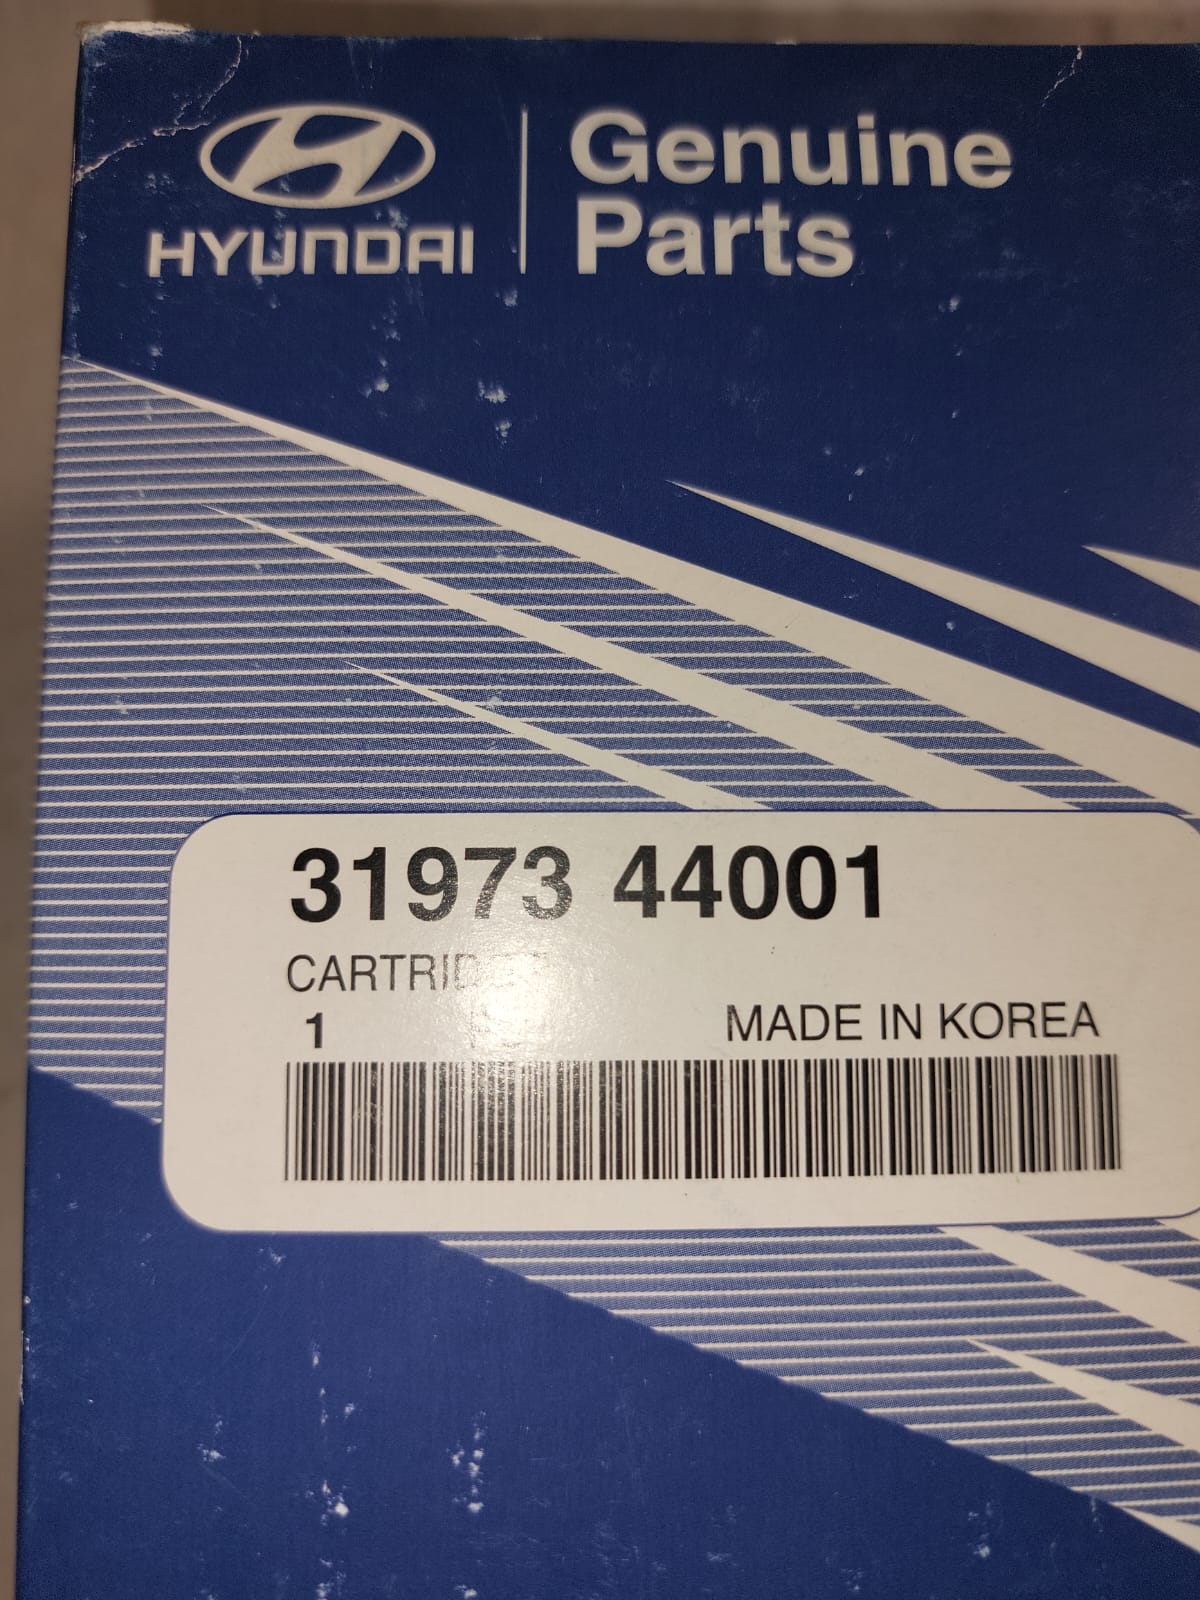 HYUNDAI
Genuine
Parts
31973 44001
MADE IN KOREA
1